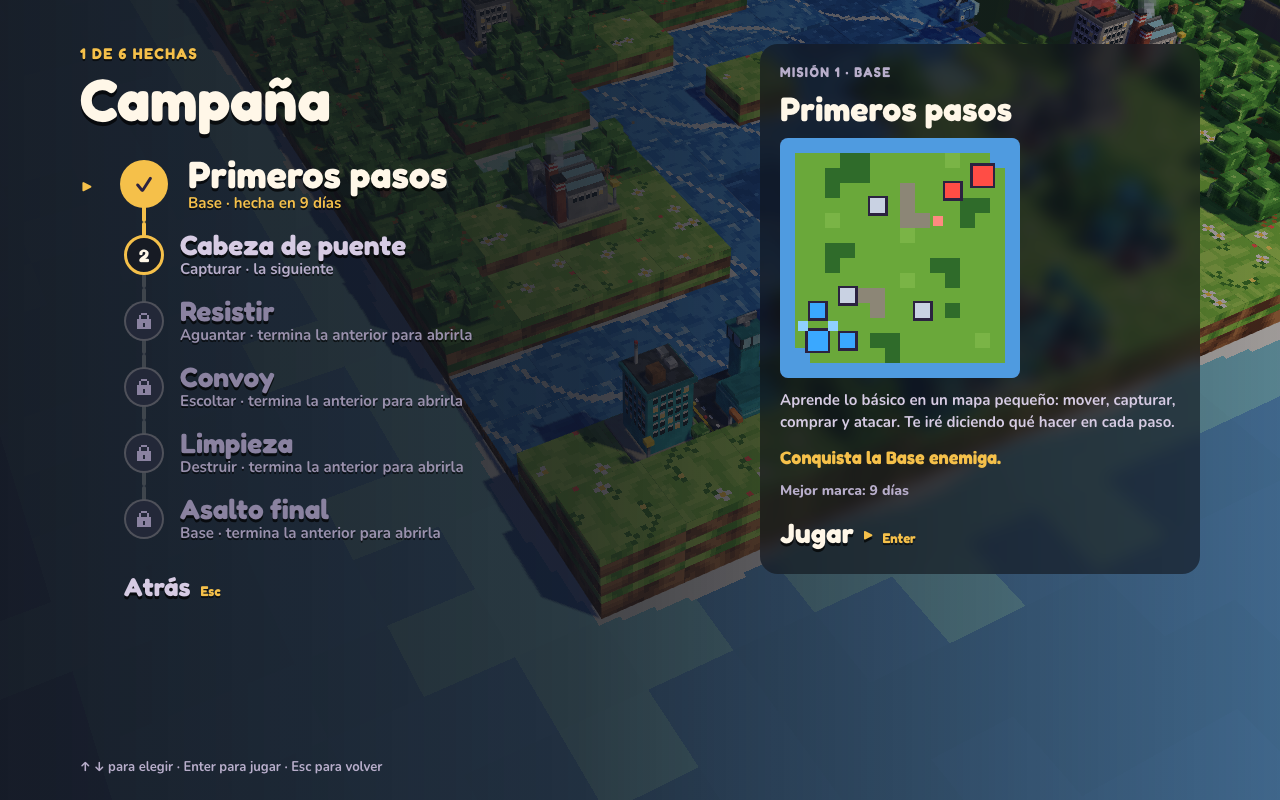 1 DE 6 HECHAS
Campaña
Primeros pasos
Base · hecha en 9 días
2
Cabeza de puente
Capturar · la siguiente
Resistir
Aguantar · termina la anterior para abrirla
Convoy
Escoltar · termina la anterior para abrirla
Limpieza
Destruir · termina la anterior para abrirla
Asalto final
Base · termina la anterior para abrirla
Atrás Esc
↑ ↓ para elegir · Enter para jugar · Esc para volver
MISIÓN 1 · BASE
Primeros pasos
Aprende lo básico en un mapa pequeño: mover, capturar,
comprar y atacar. Te iré diciendo qué hacer en cada paso.
Conquista la Base enemiga.
Mejor marca: 9 días
Jugar ▸ Enter